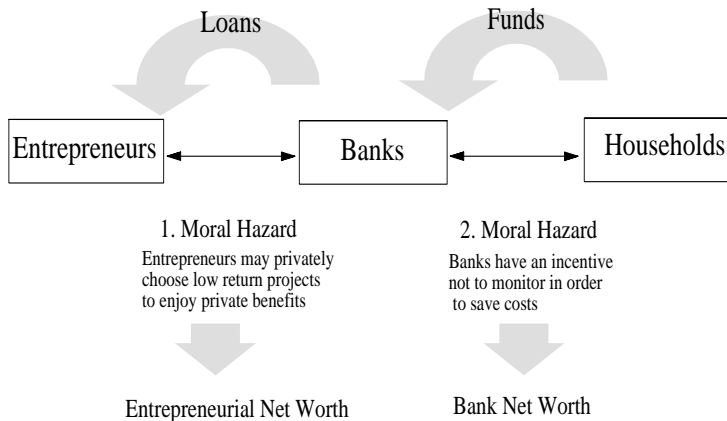 Loans
Funds
Entrepreneurs
Banks
Households
1. Moral Hazard
Entrepreneurs may privately
choose low return projects
to enjoy private benefits
2. Moral Hazard
Banks have an incentive
not to monitor in order
to save costs
Entrepreneurial Net Worth
Bank Net Worth